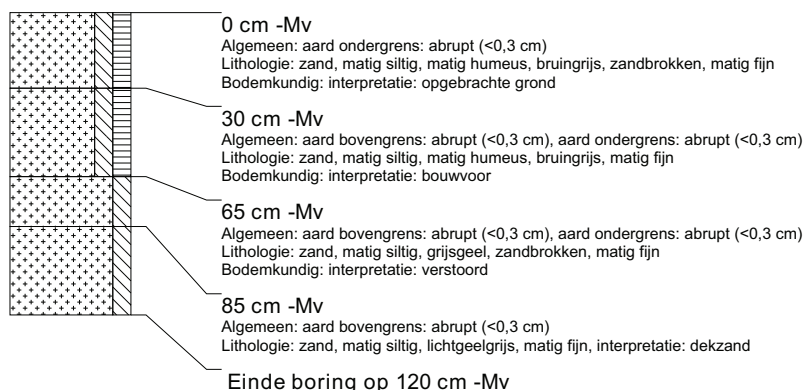 0 cm -Mv
Algemeen: aard ondergrens: abrupt (<0,3 cm)
Lithologie: zand, matig siltig, matig humeus, bruingrijs, zandbrokken, matig fijn
Bodemkundig: interpretatie: opgebrachte grond
30 cm -Mv
Algemeen: aard bovengrens: abrupt (<0,3 cm), aard ondergrens: abrupt (<0,3 cm)
Lithologie: zand, matig siltig, matig humeus, bruingrijs, matig fijn
Bodemkundig: interpretatie: bouwvoor
65 cm -Mv
Algemeen: aard bovengrens: abrupt (<0,3 cm), aard ondergrens: abrupt (<0,3 cm)
Lithologie: zand, matig siltig, grijsgeel, zandbrokken, matig fijn
Bodemkundig: interpretatie: verstoord
85 cm -Mv
Algemeen: aard bovengrens: abrupt (<0,3 cm)
Lithologie: zand, matig siltig, lichtgeelgrijs, matig fijn, interpretatie: dekzand
Einde boring op 120 cm -Mv